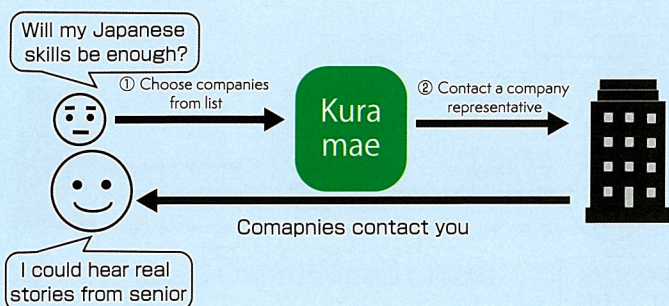 Will my Japanese
skills be enough?
① Choose companies
from list
Kura
mae
② Contact a company
representative
Comapnies contact you
I could hear real
stories from senior